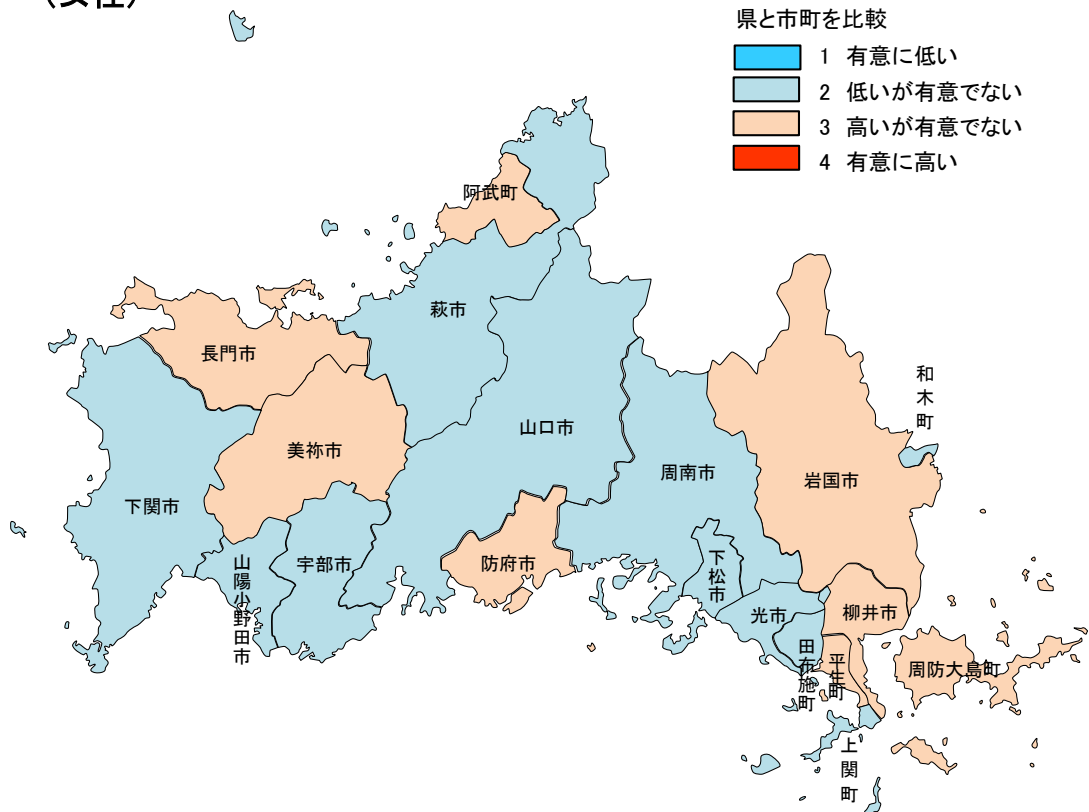 (女性)
県と市町を比較
1 有意に低い
2 低いが有意でない
3 高いが有意でない
4 有意に高い
阿武町
萩市
長門市
和木町
山口市
美祢市
周南市
岩国市
下関市
宇部市
防府市
山陽小野田市
下松市
光市
柳井市
田布施町
平生町
周防大島町
上関町